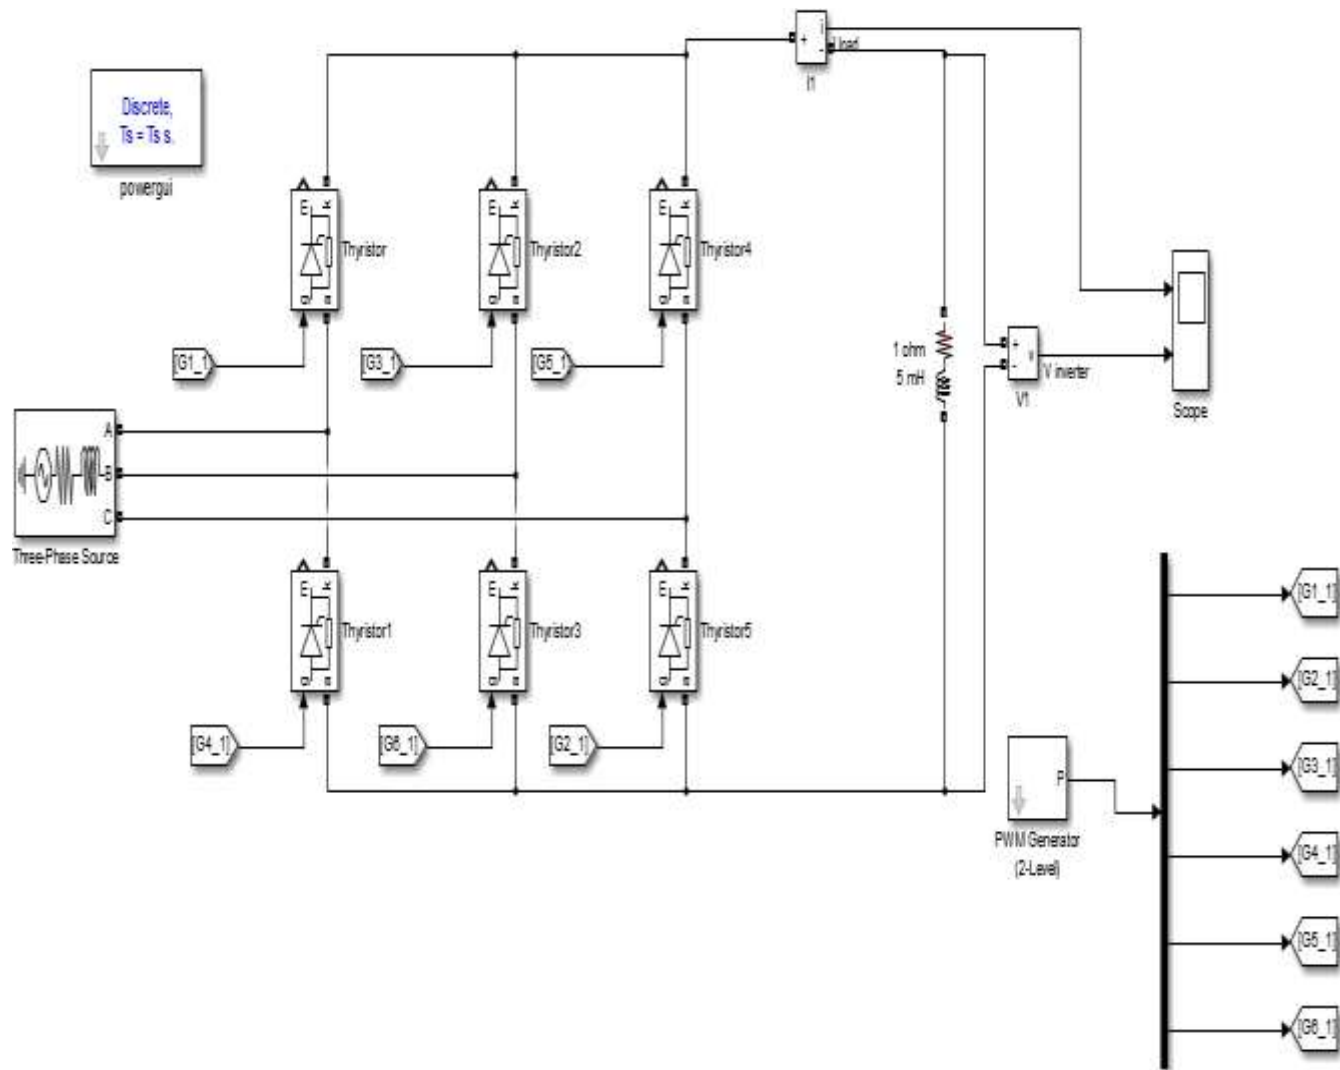 i
+
I load
-
I1
Discrete,
Ts = Ts s.
powergui
E k
g a
Thyristor
E k
g a
Thyristor2
E k
g a
Thyristor4
[G1_1]
[G3_1]
[G5_1
1 ohm
5 mH
+
-
v
V inverter
V1
Scope
A
B
C
Three-Phase Source
E k
g a
Thyristor1
E k
g a
Thyristor3
E k
g a
Thyristor5
[G4_1]
[G6_1]
[G2_1]
P
PWM Generator
(2-Level)
[G1_1]
[G2_1]
[G3_1]
[G4_1]
[G5_1]
[G6_1]